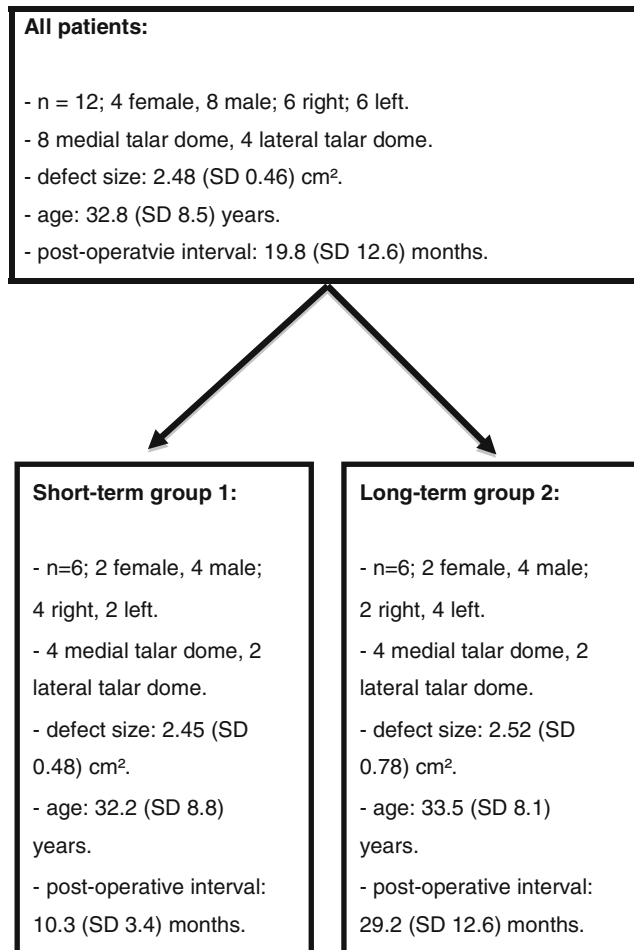 All patients:
- n = 12; 4 female, 8 male; 6 right; 6 left.
- 8 medial talar dome, 4 lateral talar dome.
- defect size: 2.48 (SD 0.46) cm².
- age: 32.8 (SD 8.5) years.
- post-operatvie interval: 19.8 (SD 12.6) months.
Short-term group 1:
- n=6; 2 female, 4 male;
4 right, 2 left.
- 4 medial talar dome, 2
lateral talar dome.
- defect size: 2.45 (SD
0.48) cm².
- age: 32.2 (SD 8.8)
years.
- post-operative interval:
10.3 (SD 3.4) months.
Long-term group 2:
- n=6; 2 female, 4 male;
2 right, 4 left.
- 4 medial talar dome, 2
lateral talar dome.
- defect size: 2.52 (SD
0.78) cm².
- age: 33.5 (SD 8.1)
years.
- post-operative interval:
29.2 (SD 12.6) months.